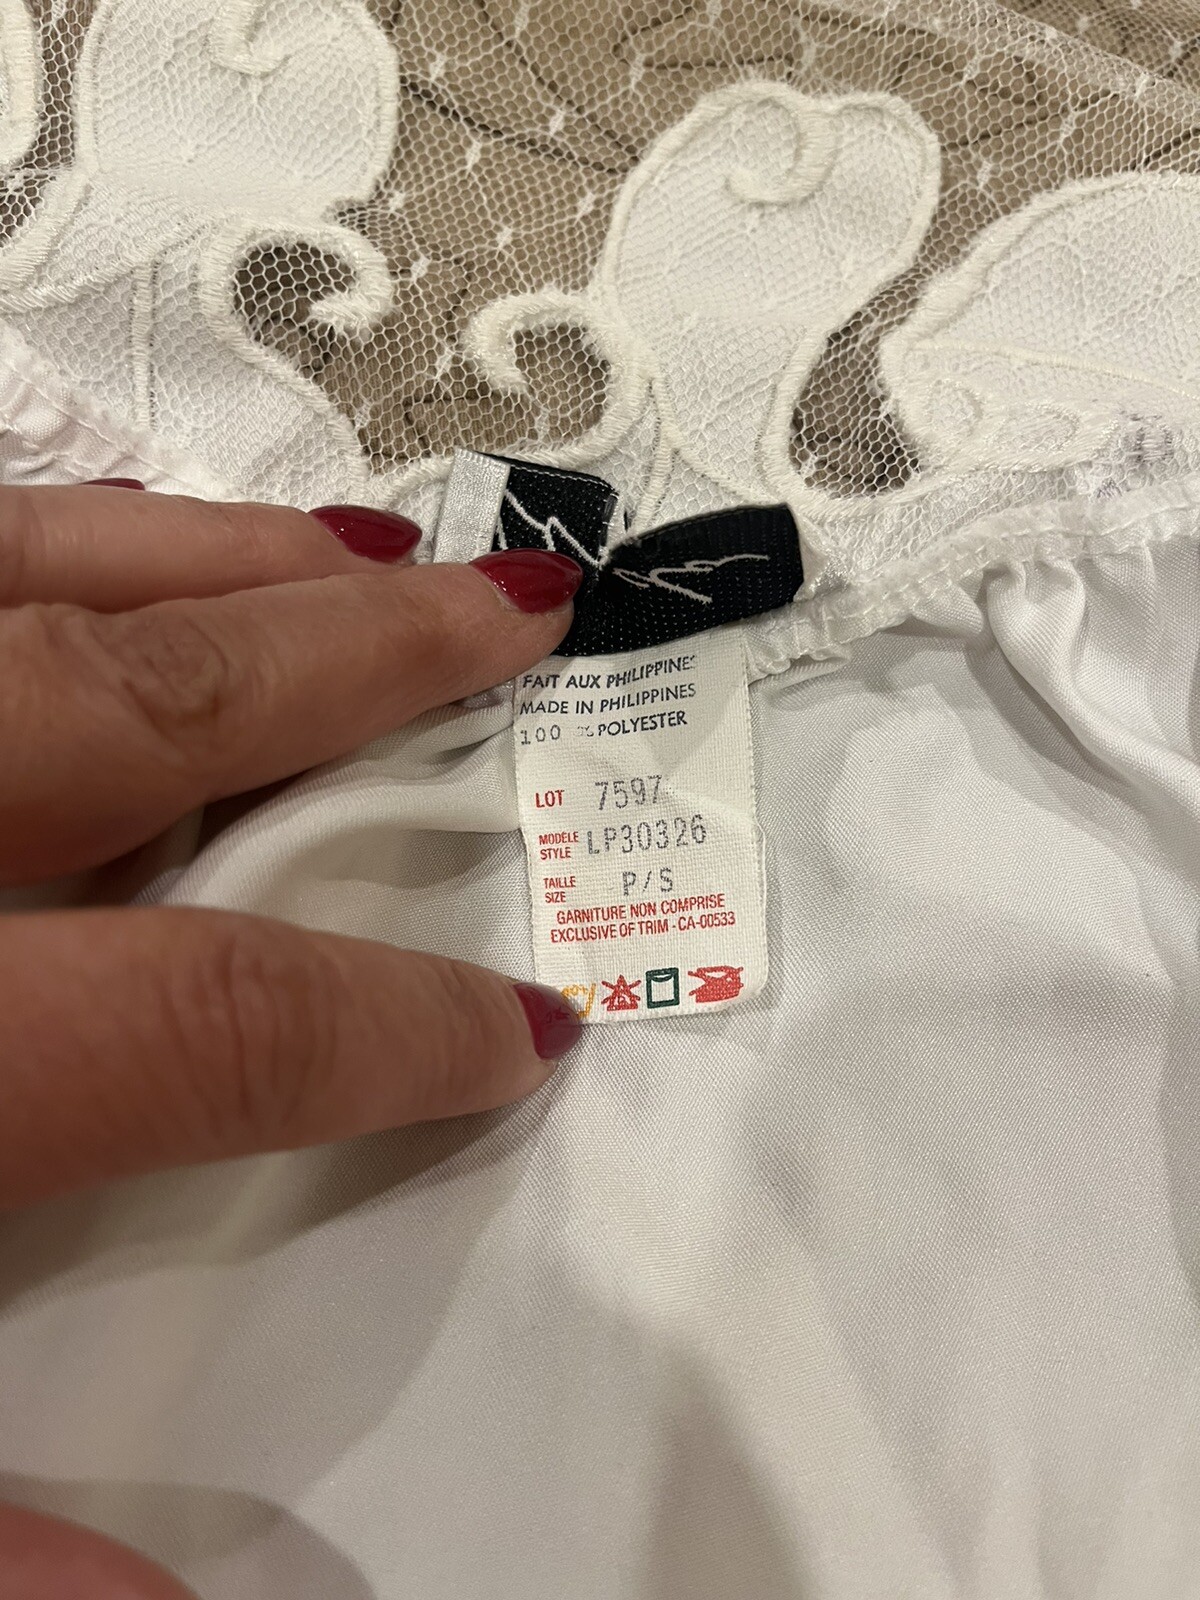 FAIT AUX PHILIPPINES
MADE IN PHILIPPINES
100 % POLYESTER
LOT 7597
MODÈLE
STYLE LP30326
TAILLE
SIZE P/S
GARNITURE NON COMPRISE
EXCLUSIVE OF TRIM - CA-00533